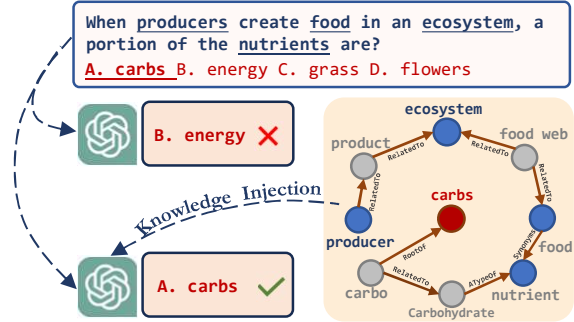 When producers create food in an ecosystem, a
portion of the nutrients are?
A. carbs B. energy C. grass D. flowers
B. energy
Knowledge Injection
A. carbs
ecosystem
product
food web
RelatedTo
RelatedTo
RelatedTo
RelatedTo
carbs
producer
food
Synonyms
RootOf
RelatedTo
ATypeOf
carbo
Carbohydrate
nutrient